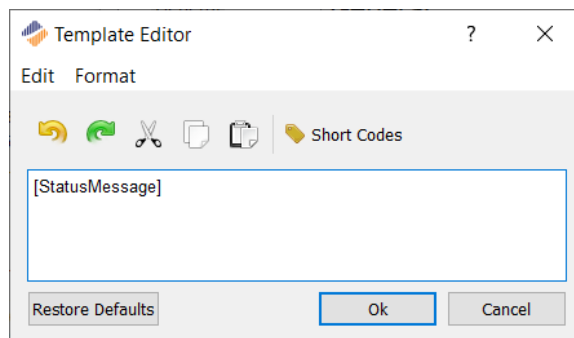 Template Editor ?
Edit Format
Short Codes
[StatusMessage]
Restore Defaults Ok Cancel